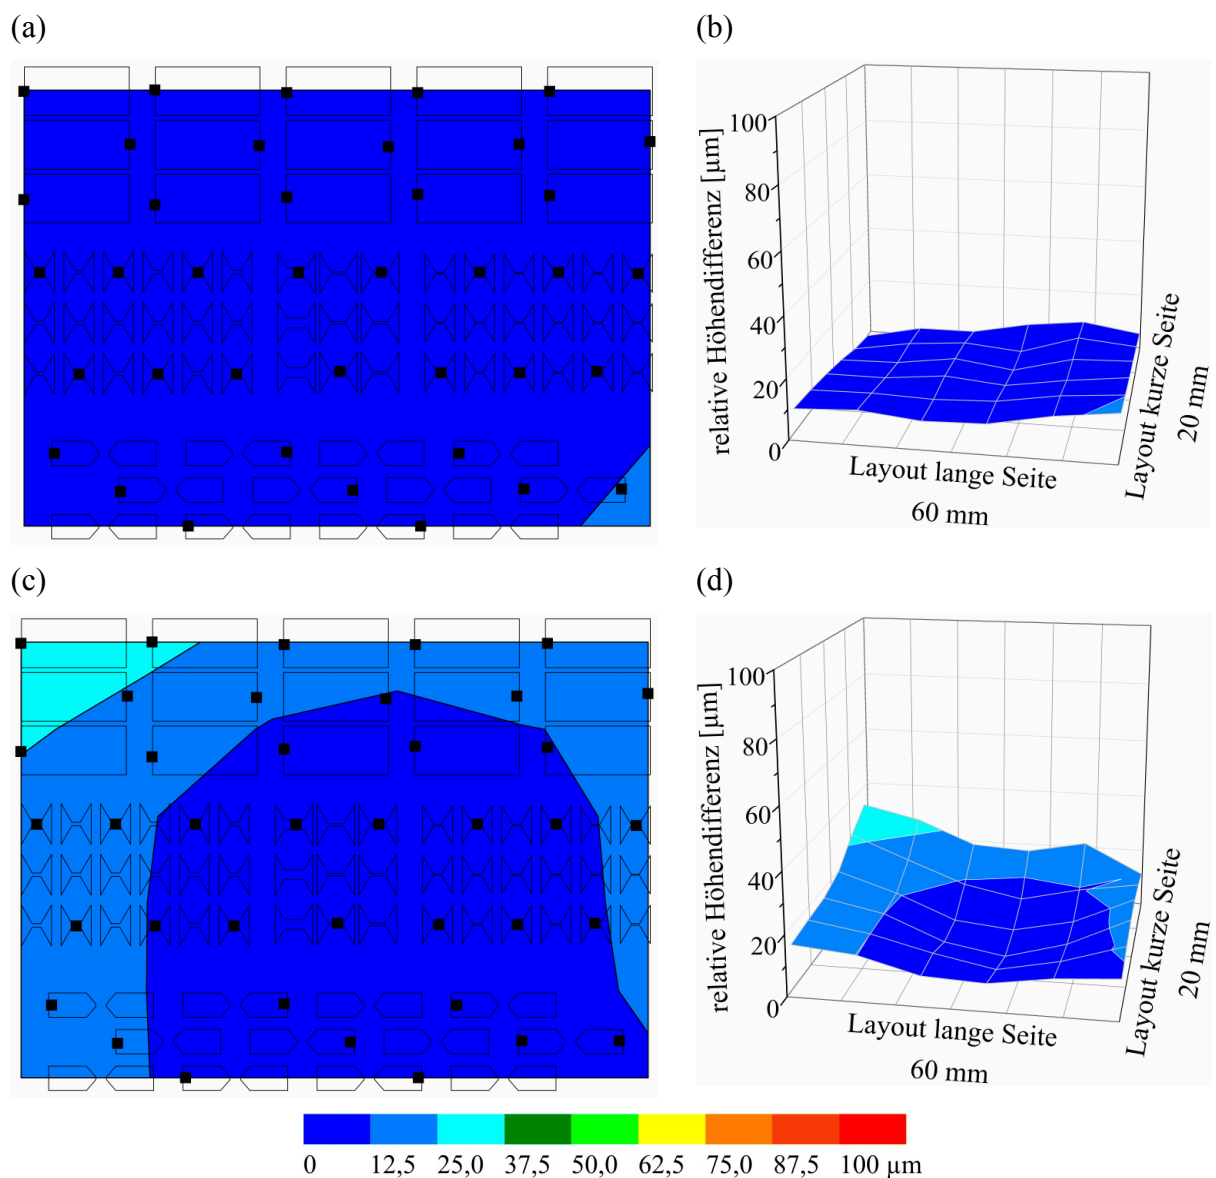 (a)
(b)
100
80
60
40
20
0
relative Höhendifferenz [µm]
Layout lange Seite
60 mm
Layout kurze Seite
20 mm
(c)
(d)
100
80
60
40
20
0
relative Höhendifferenz [µm]
Layout lange Seite
60 mm
Layout kurze Seite
20 mm
0 12,5 25,0 37,5 50,0 62,5 75,0 87,5 100 µm